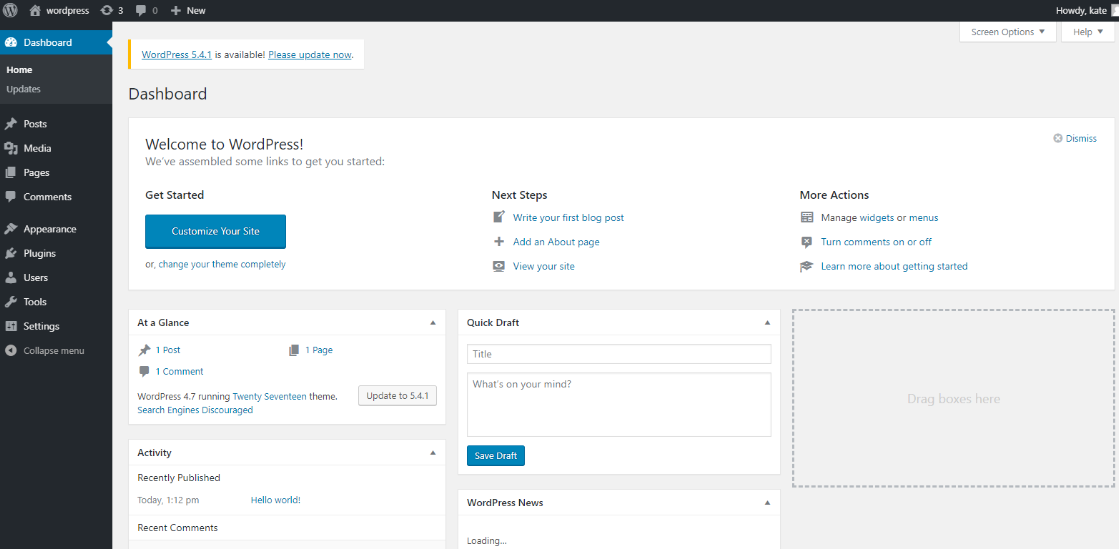 wordpress 3 0 New
Howdy, kate
Dashboard
Home
Updates
Posts
Media
Pages
Comments
Appearance
Plugins
Users
Tools
Settings
Collapse menu
Screen Options
Help
WordPress 5.4.1 is available! Please update now.
Dashboard
Welcome to WordPress!
We've assembled some links to get you started:
Dismiss
Get Started
Customize Your Site
or, change your theme completely
Next Steps
Write your first blog post
Add an About page
View your site
More Actions
Manage widgets or menus
Turn comments on or off
Learn more about getting started
At a Glance
1 Post
1 Page
1 Comment
WordPress 4.7 running Twenty Seventeen theme.
Update to 5.4.1
Search Engines Discouraged
Activity
Recently Published
Today, 1:12 pm Hello world!
Recent Comments
Quick Draft
Title
What's on your mind?
Save Draft
WordPress News
Loading...
Drag boxes here